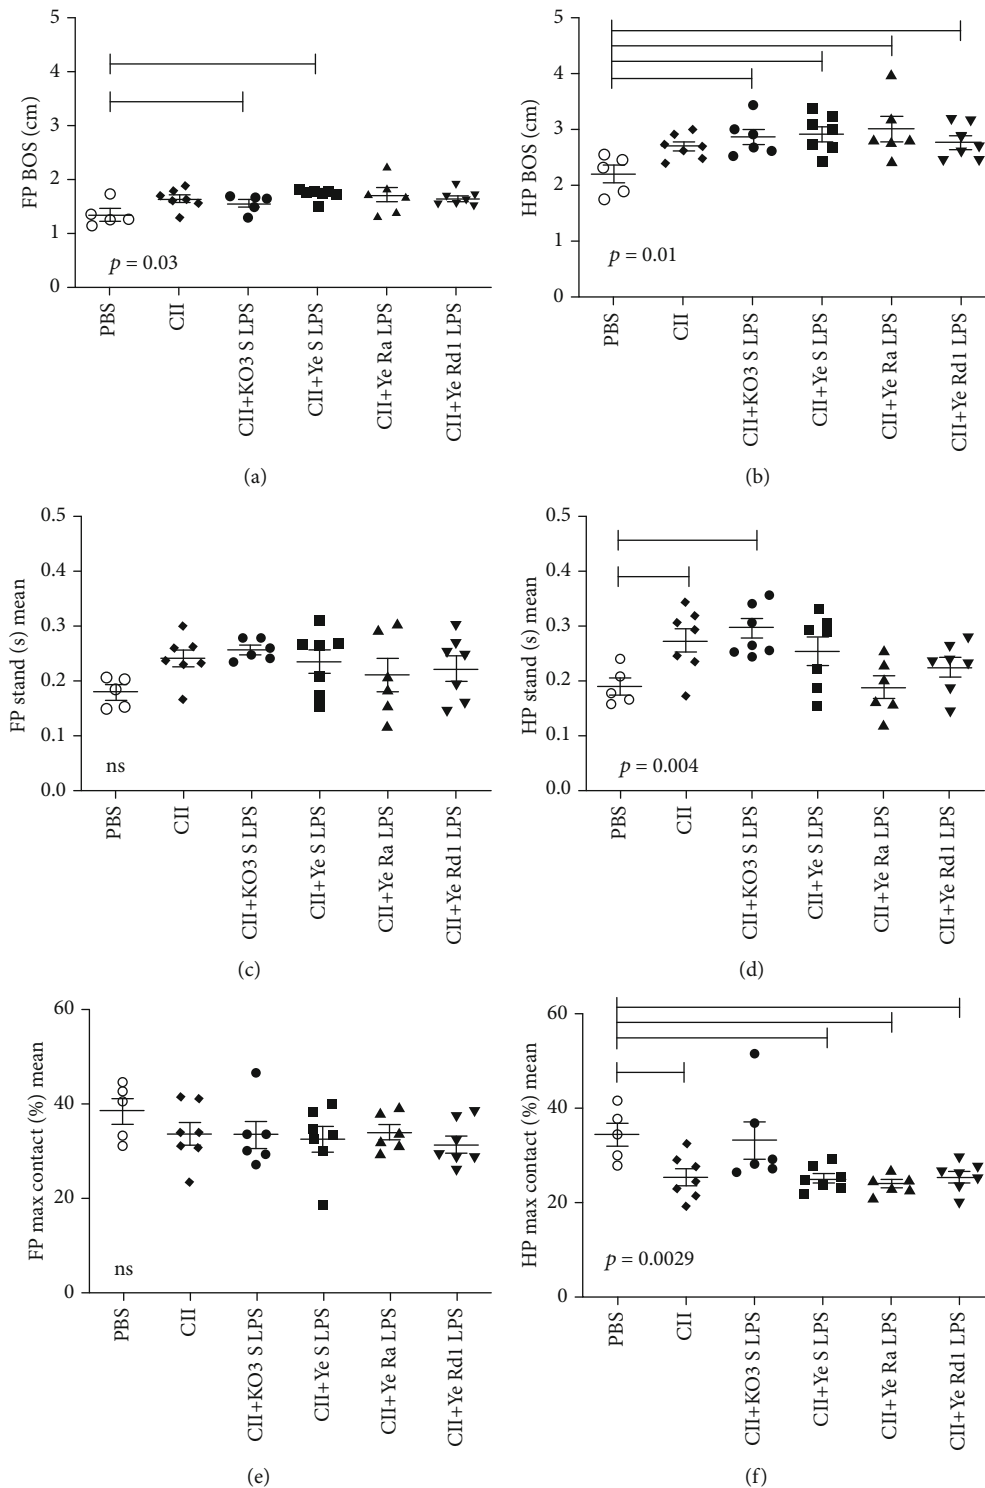 5
4
3
2
1
0
FP BOS (cm)
p = 0.03
PBS
CII
CII+KO3 S LPS
CII+Ye S LPS
CII+Ye Ra LPS
CII+Ye Rd1 LPS
(a)
5
4
3
2
1
0
HP BOS (cm)
p = 0.01
PBS
CII
CII+KO3 S LPS
CII+Ye S LPS
CII+Ye Ra LPS
CII+Ye Rd1 LPS
(b)
0.5
0.4
0.3
0.2
0.1
0.0
FP stand (s) mean
ns
PBS
CII
CII+KO3 S LPS
CII+Ye S LPS
CII+Ye Ra LPS
CII+Ye Rd1 LPS
(c)
0.5
0.4
0.3
0.2
0.1
0.0
HP stand (s) mean
p = 0.004
PBS
CII
CII+KO3 S LPS
CII+Ye S LPS
CII+Ye Ra LPS
CII+Ye Rd1 LPS
(d)
60
40
20
0
FP max contact (%) mean
ns
PBS
CII
CII+KO3 S LPS
CII+Ye S LPS
CII+Ye Ra LPS
CII+Ye Rd1 LPS
(e)
60
40
20
0
HP max contact (%) mean
p = 0.0029
PBS
CII
CII+KO3 S LPS
CII+Ye S LPS
CII+Ye Ra LPS
CII+Ye Rd1 LPS
(f)